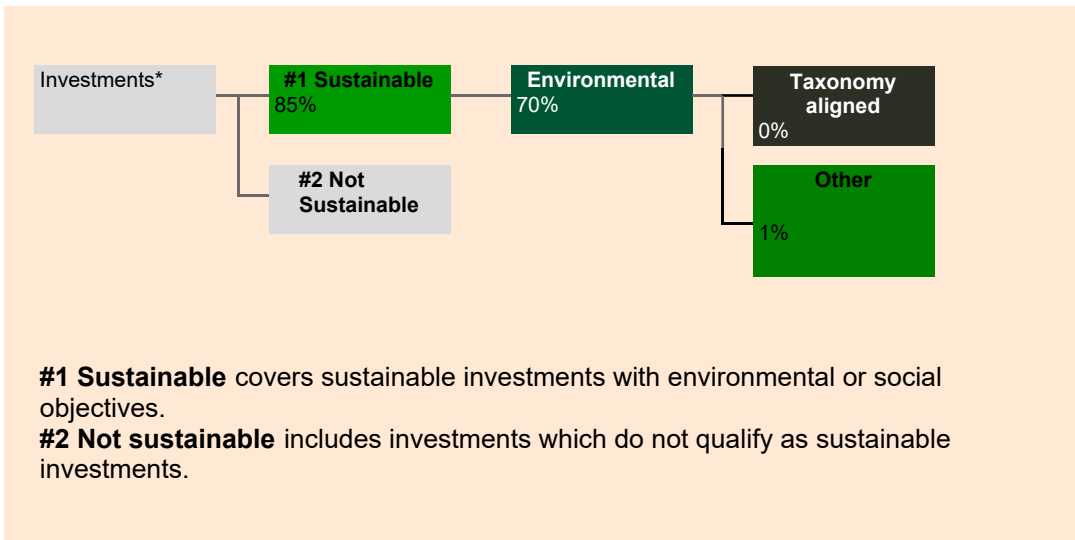 Investments*
#1 Sustainable
85%
Environmental
70%
Taxonomy
aligned
0%
#2 Not
Sustainable
Other
1%
#1 Sustainable covers sustainable investments with environmental or social
objectives.
#2 Not sustainable includes investments which do not qualify as sustainable
investments.